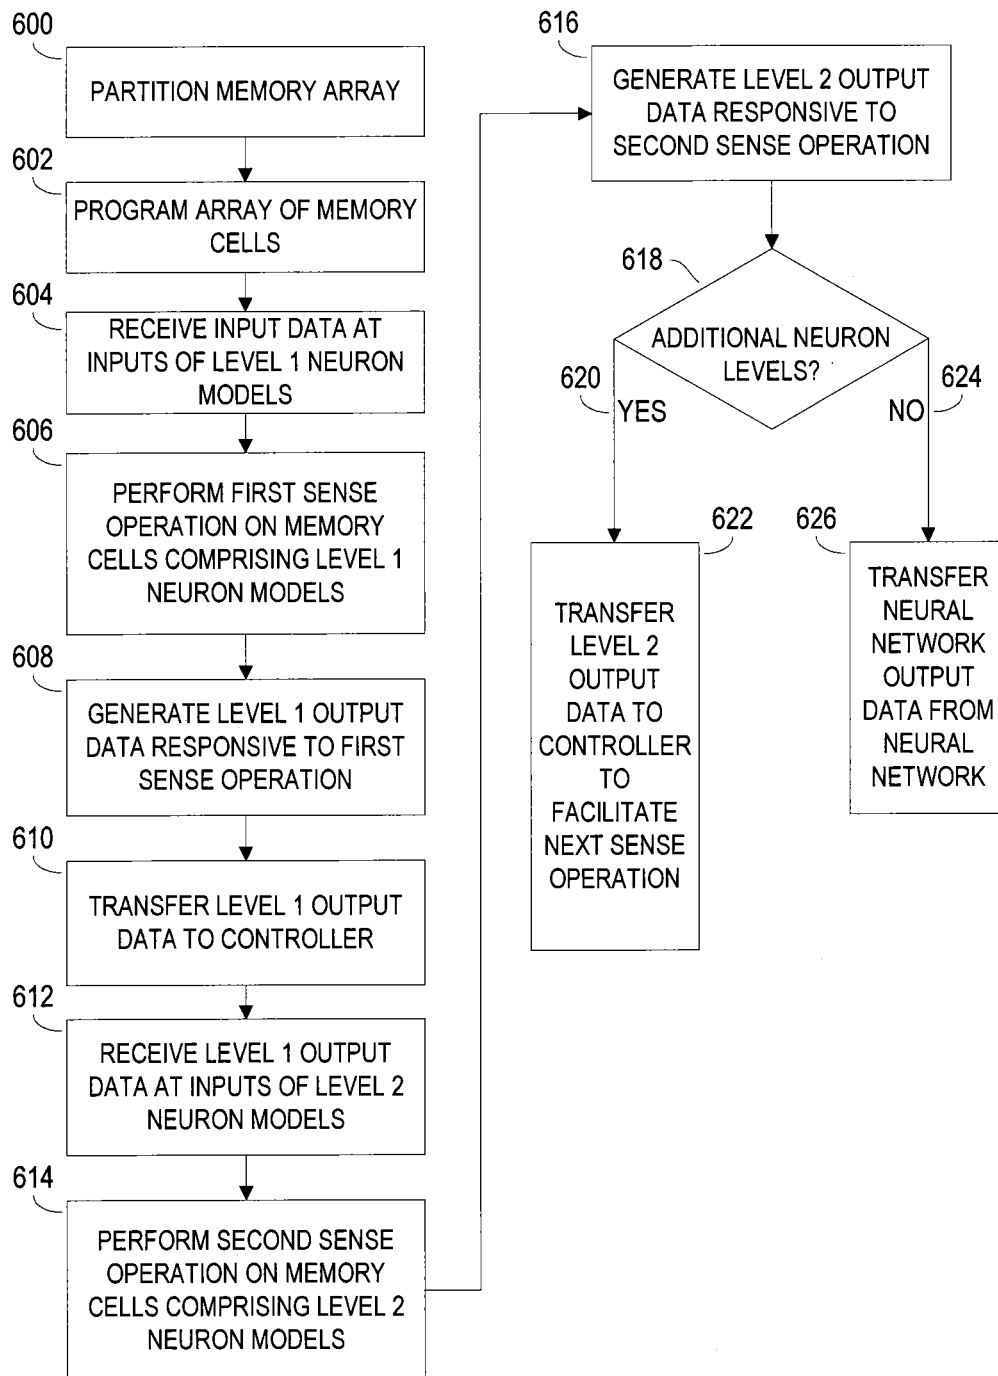 600
PARTITION MEMORY ARRAY
602
PROGRAM ARRAY OF MEMORY
CELLS
604
RECEIVE INPUT DATA AT
INPUTS OF LEVEL 1 NEURON
MODELS
606
PERFORM FIRST SENSE
OPERATION ON MEMORY
CELLS COMPRISING LEVEL 1
NEURON MODELS
608
GENERATE LEVEL 1 OUTPUT
DATA RESPONSIVE TO FIRST
SENSE OPERATION
610
TRANSFER LEVEL 1 OUTPUT
DATA TO CONTROLLER
612
RECEIVE LEVEL 1 OUTPUT
DATA AT INPUTS OF LEVEL 2
NEURON MODELS
614
PERFORM SECOND SENSE
OPERATION ON MEMORY
CELLS COMPRISING LEVEL 2
NEURON MODELS
616
GENERATE LEVEL 2 OUTPUT
DATA RESPONSIVE TO
SECOND SENSE OPERATION
618
ADDITIONAL NEURON
LEVELS?
620
YES
624
NO
622
TRANSFER
LEVEL 2
OUTPUT
DATA TO
CONTROLLER
TO
FACILITATE
NEXT SENSE
OPERATION
626
TRANSFER
NEURAL
NETWORK
OUTPUT
DATA FROM
NEURAL
NETWORK